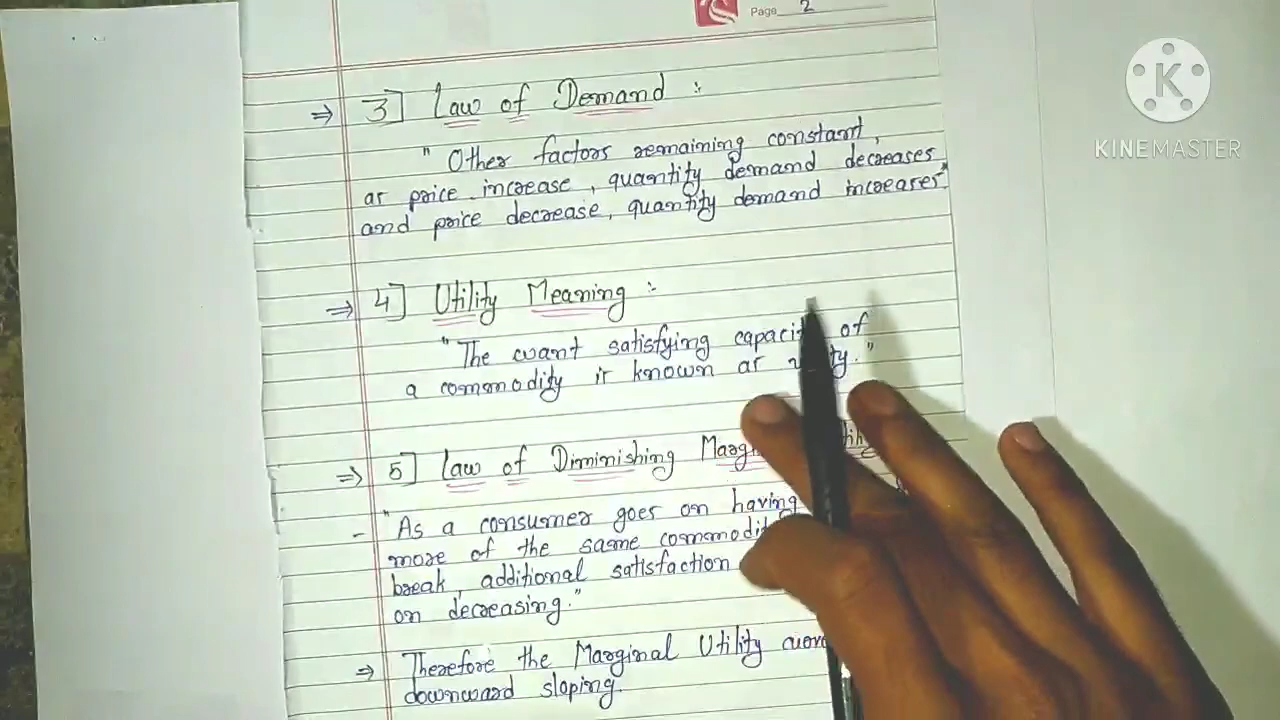 Page 2
⇒ 3] Law of Demand :
" Other factors remaining constant,
as price increase, quantity demand decreases
and price decrease, quantity demand increases"
⇒ 4] Utility Meaning :
"The want satisfying capacity of
a commodity is known as utility."
⇒ 5] Law of Diminishing
- "As a consumer goes on having
more of the same
break, additional satisfaction
on decreasing."
⇒ Therefore the Marginal Utility
downward sloping.
K
KINEMASTER